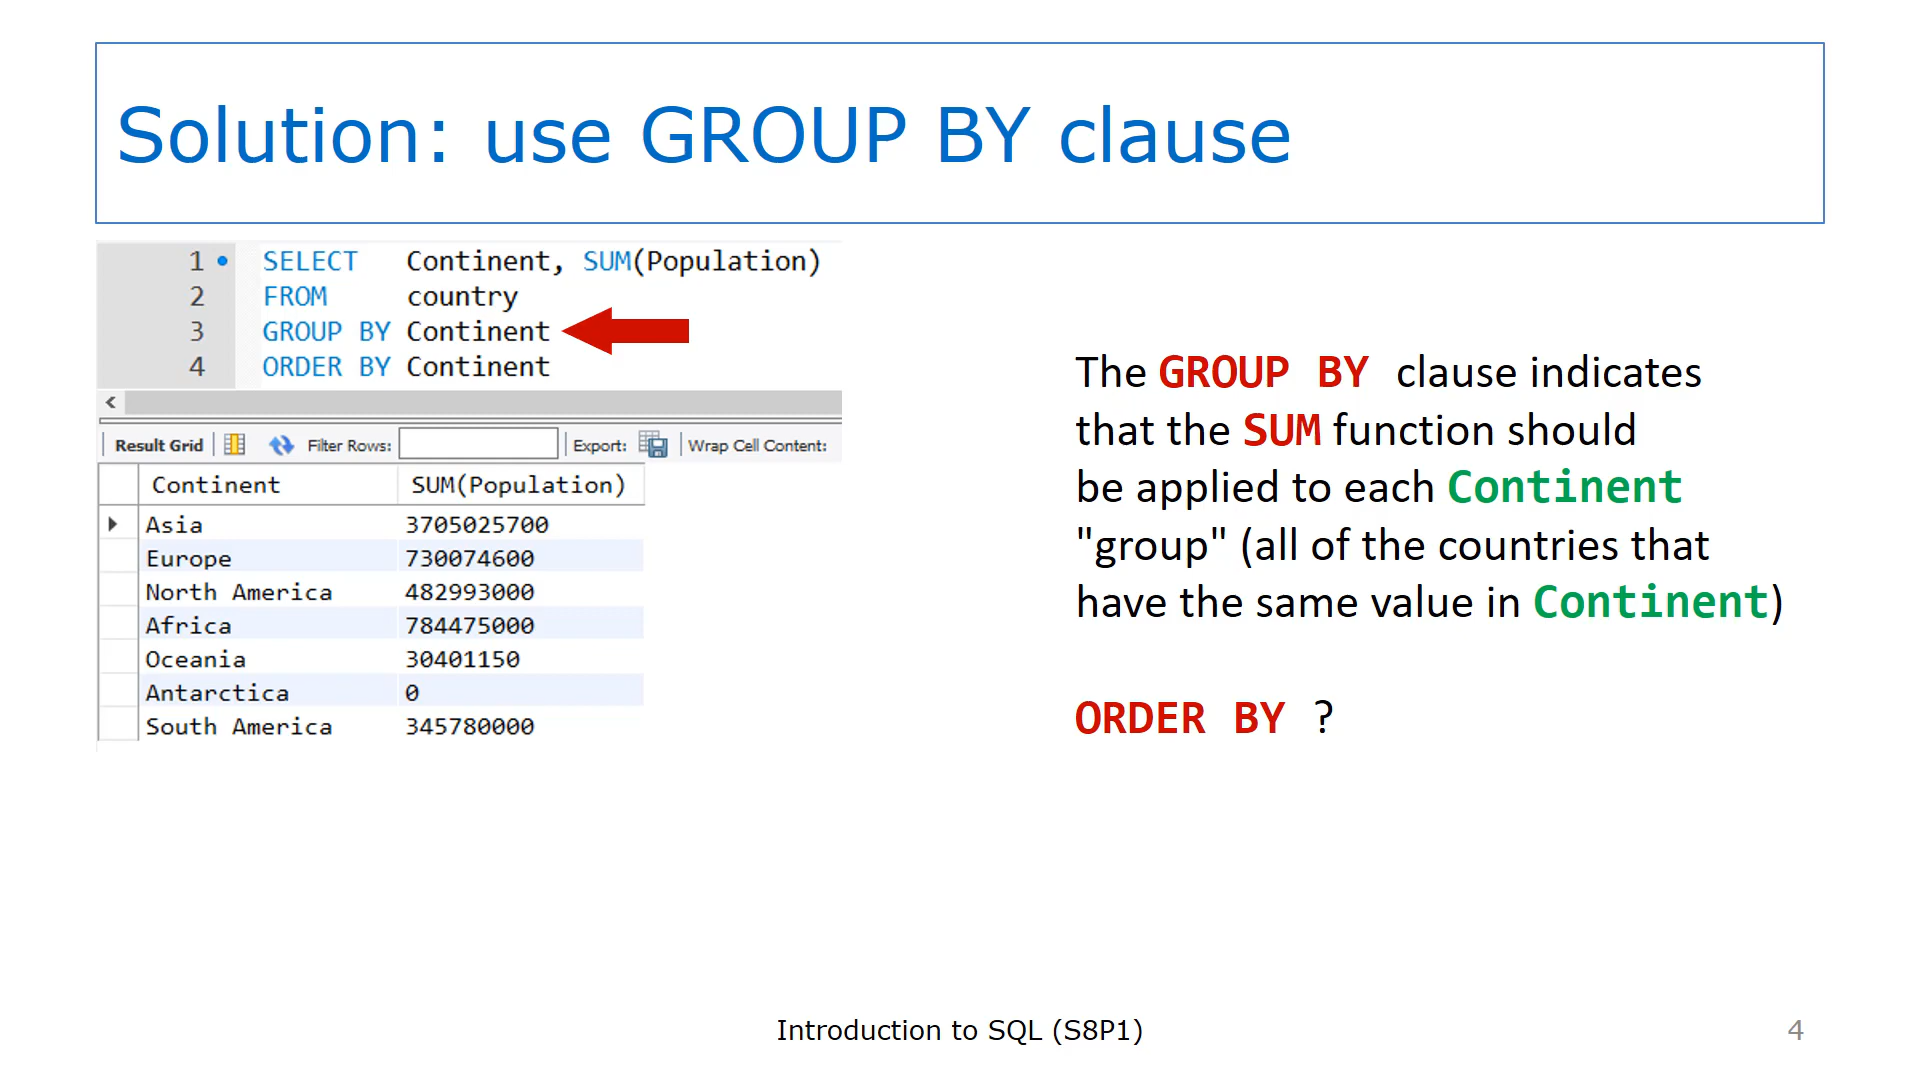 Solution: use GROUP BY clause
1 SELECT Continent, SUM(Population)
2 FROM country
3 GROUP BY Continent
4 ORDER BY Continent
Result Grid Filter Rows: Export: Wrap Cell Content:
Continent SUM(Population)
Asia 3705025700
Europe 730074600
North America 482993000
Africa 784475000
Oceania 30401150
Antarctica 0
South America 345780000
The GROUP BY clause indicates
that the SUM function should
be applied to each Continent
"group" (all of the countries that
have the same value in Continent)
ORDER BY ?
Introduction to SQL (S8P1)
4